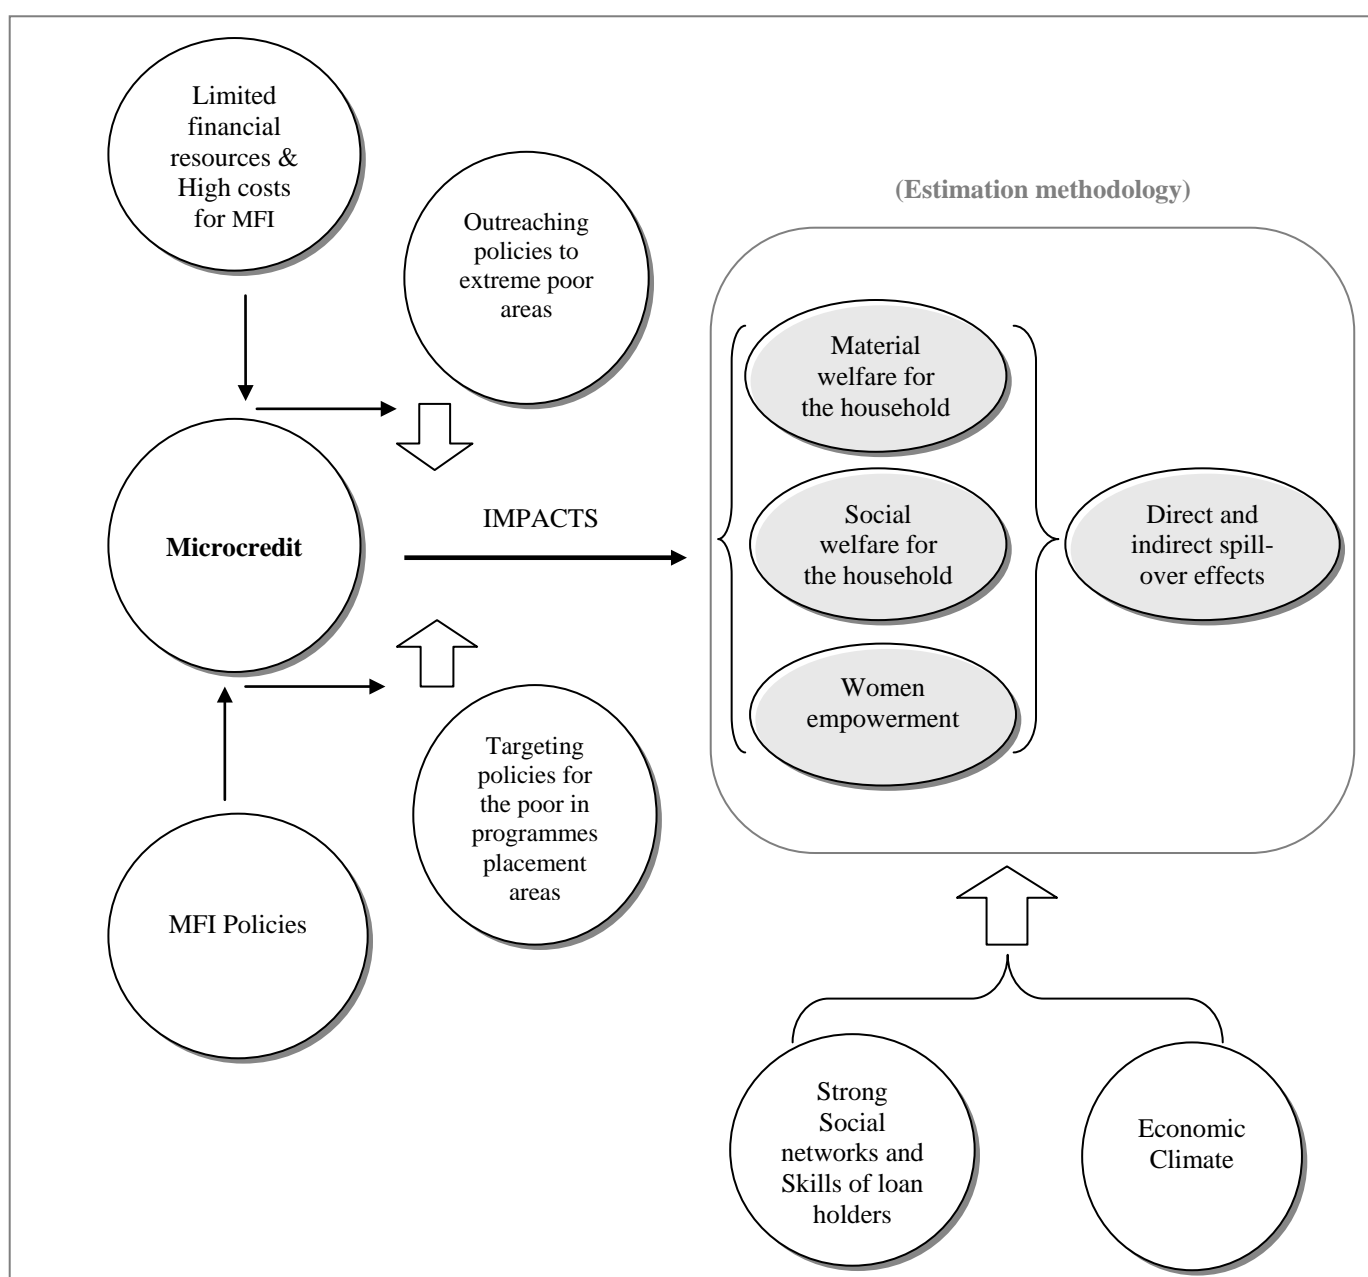 Limited
financial
resources &
High costs
for MFI
Outreaching
policies to
extreme poor
areas
(Estimation methodology)
Material
welfare for
the household
Microcredit
IMPACTS
Social
welfare for
the household
Direct and
indirect spill-
over effects
Women
empowerment
Targeting
policies for
the poor in
programmes
placement
areas
MFI Policies
Strong
Social
networks and
Skills of loan
holders
Economic
Climate